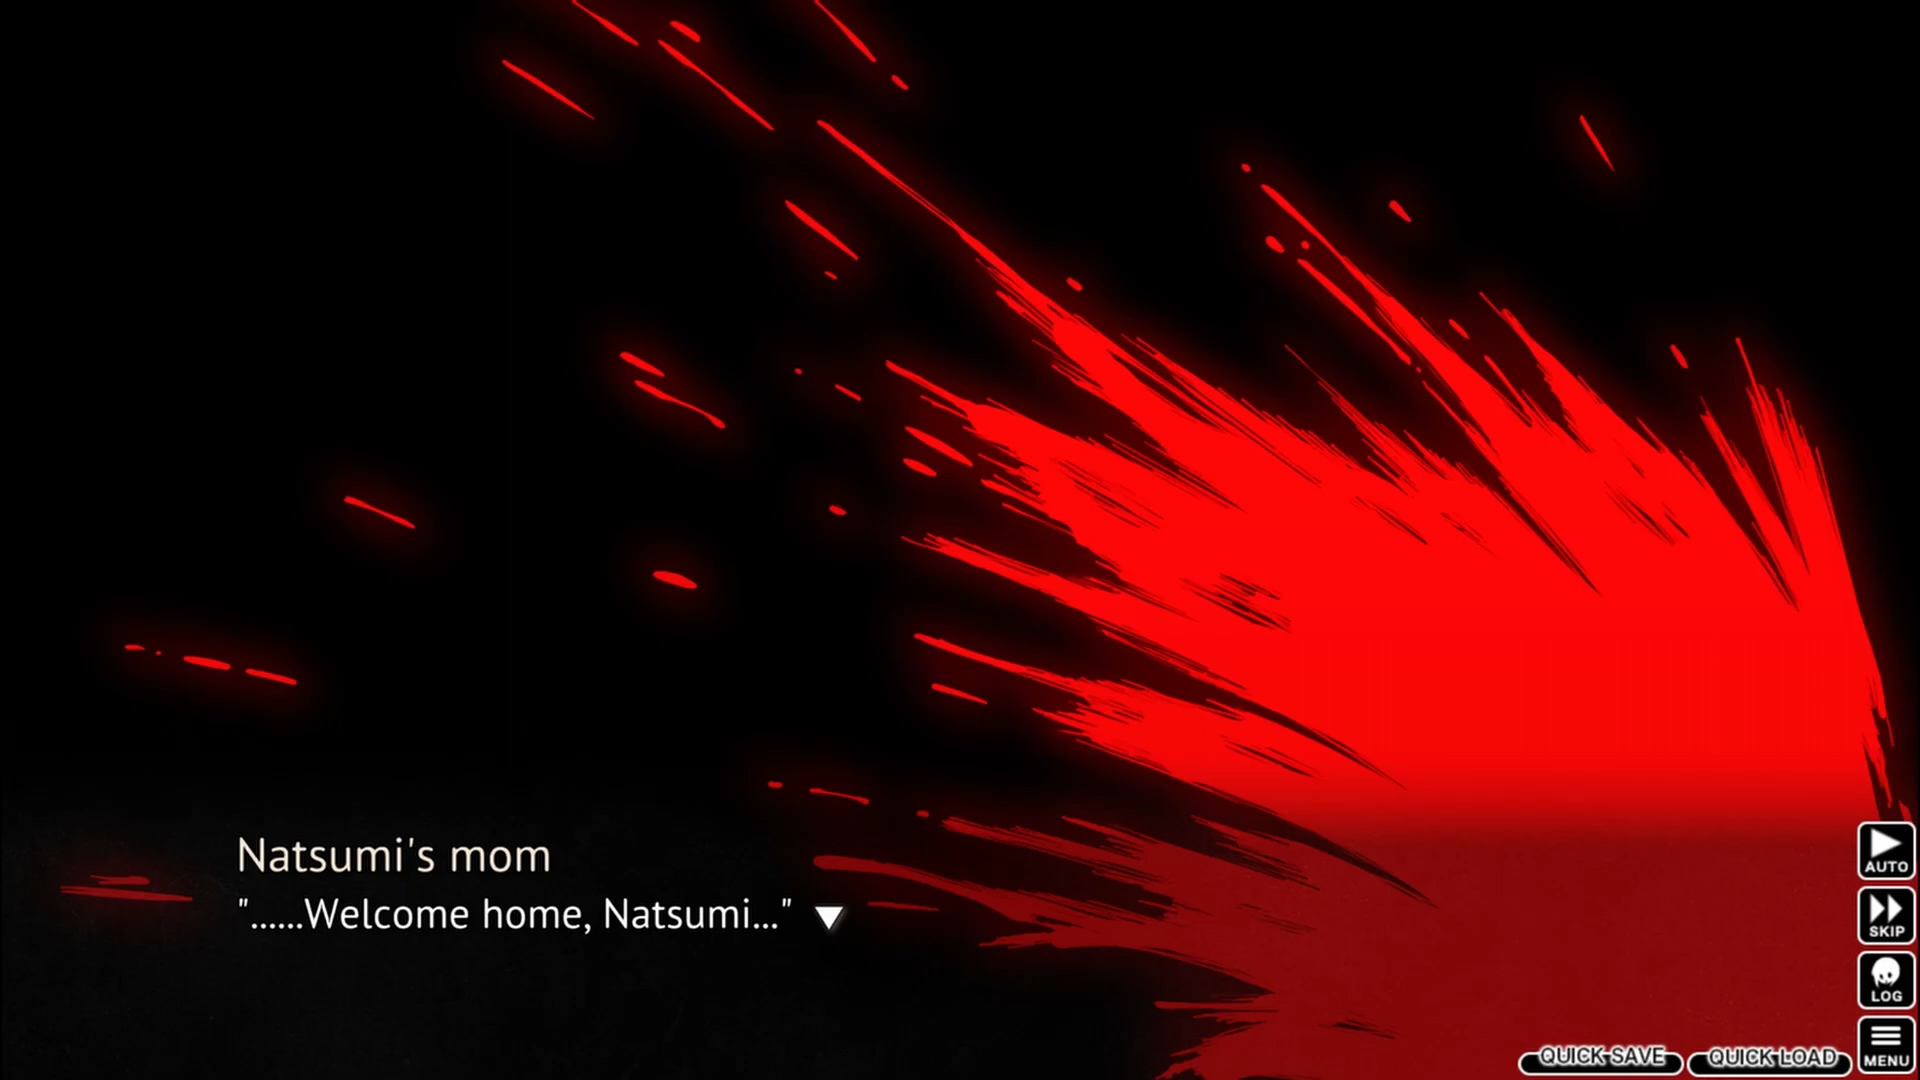 Natsumi's mom
"......Welcome home, Natsumi..."
AUTO
SKIP
LOG
MENU
QUICK SAVE
QUICK LOAD